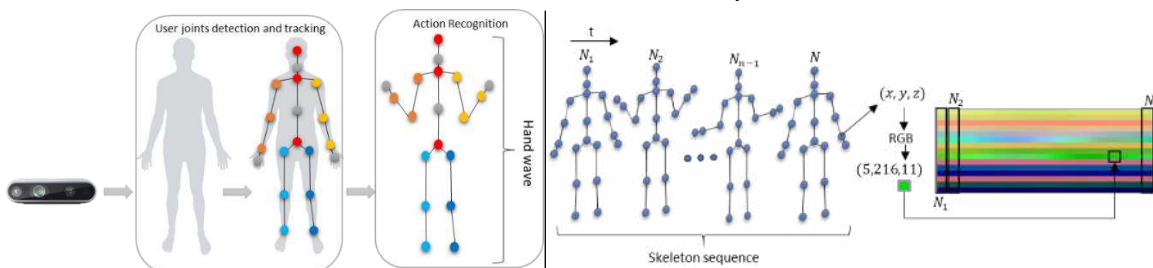 User joints detection and tracking
Action Recognition
Hand wave
t
N₁
N₂
Nₙ₋₁
N
(x, y, z)
RGB
(5,216,11)
N₂
N
N₁
Skeleton sequence